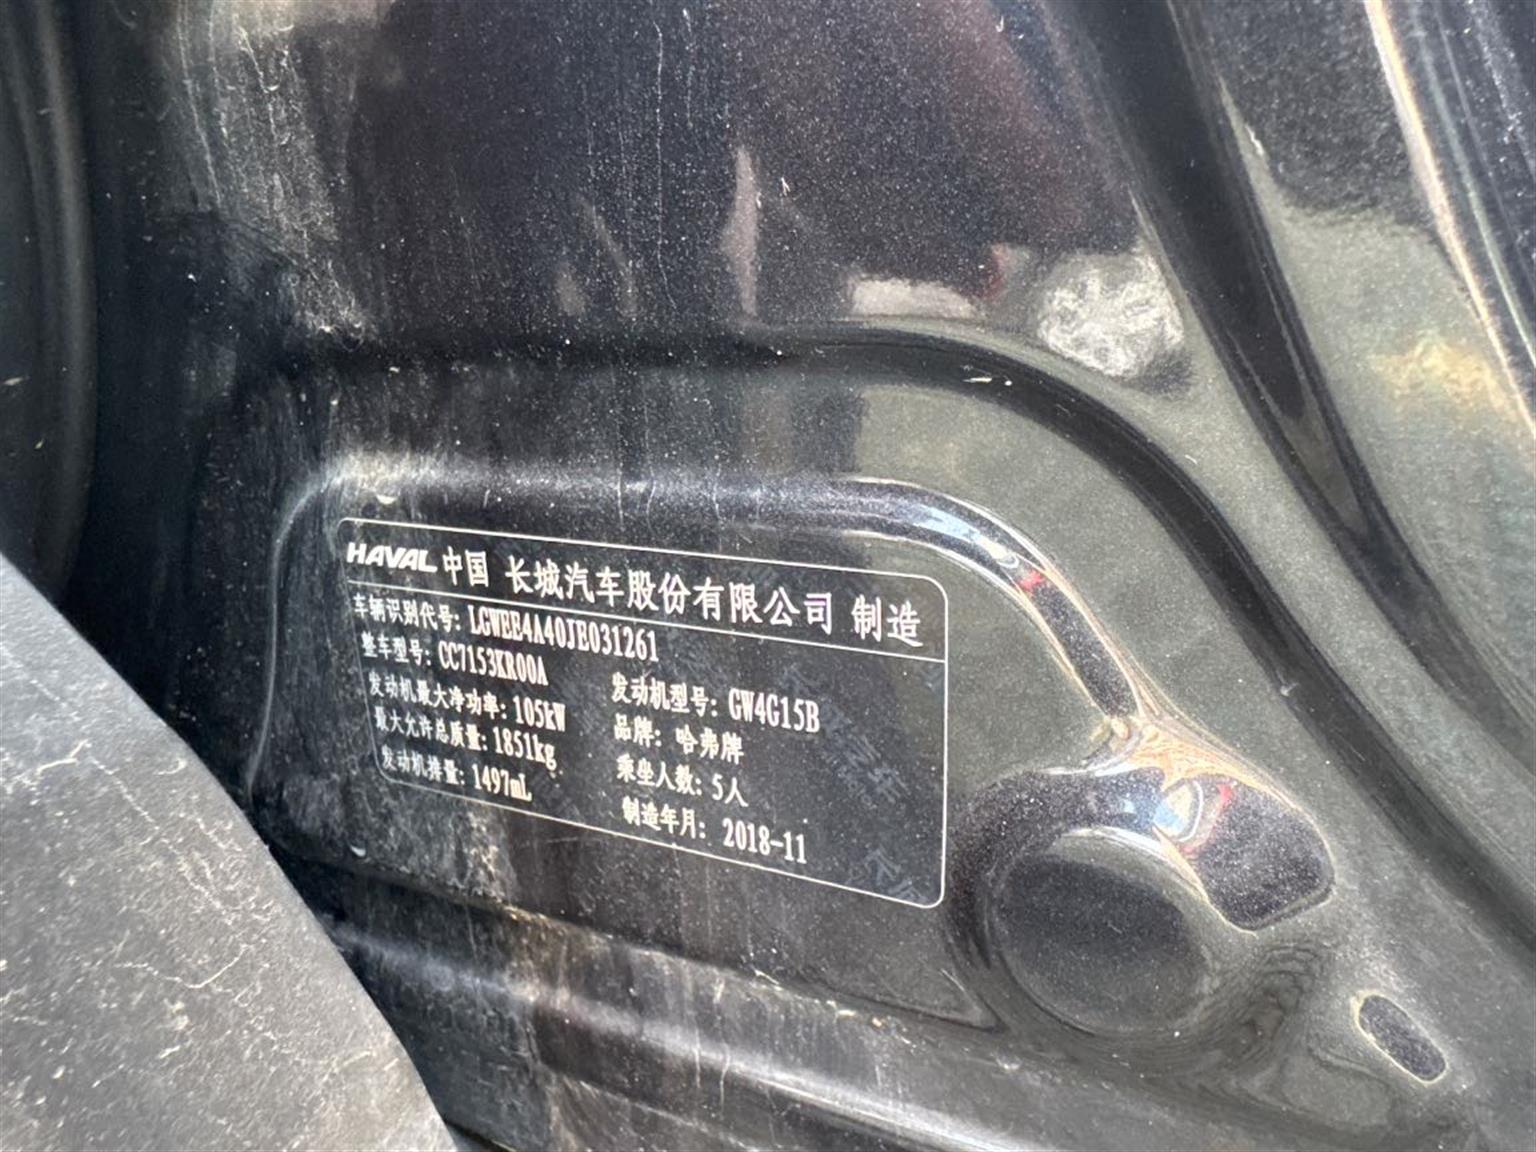 HAVAL 中国 长城汽车股份有限公司 制造
车辆识别代号: LGWEE4A40JE031261
整车型号: CC7153KR00A
发动机型号: GW4G15B
发动机最大净功率: 105kW
品牌: 哈弗牌
最大允许总质量: 1851kg
乘坐人数: 5人
发动机排量: 1497mL
制造年月: 2018-11